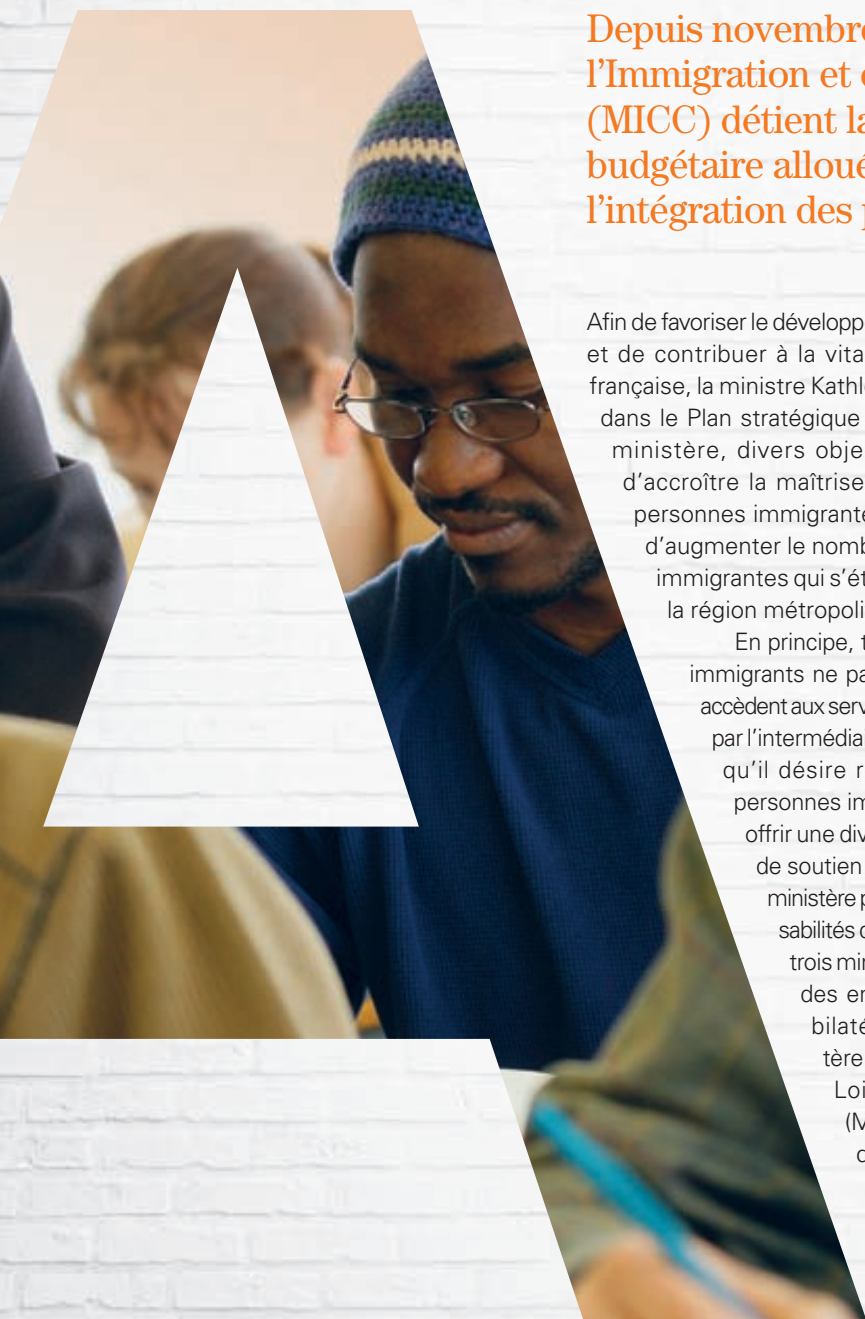 Depuis novembre
l'Immigration et
(MICC) détient la
budgétaire alloué
l'intégration des
Afin de favoriser le développ
et de contribuer à la vita
française, la ministre Kathl
dans le Plan stratégique
ministère, divers obje
d'accroître la maîtrise
personnes immigrante
d'augmenter le nomb
immigrantes qui s'ét
la région métropoli
En principe, t
immigrants ne pa
accèdent aux serv
par l'intermédia
qu'il désire r
personnes im
offrir une div
de soutien
ministère p
sabilités
trois min
des en
bilaté
tère
Loi
(M
d